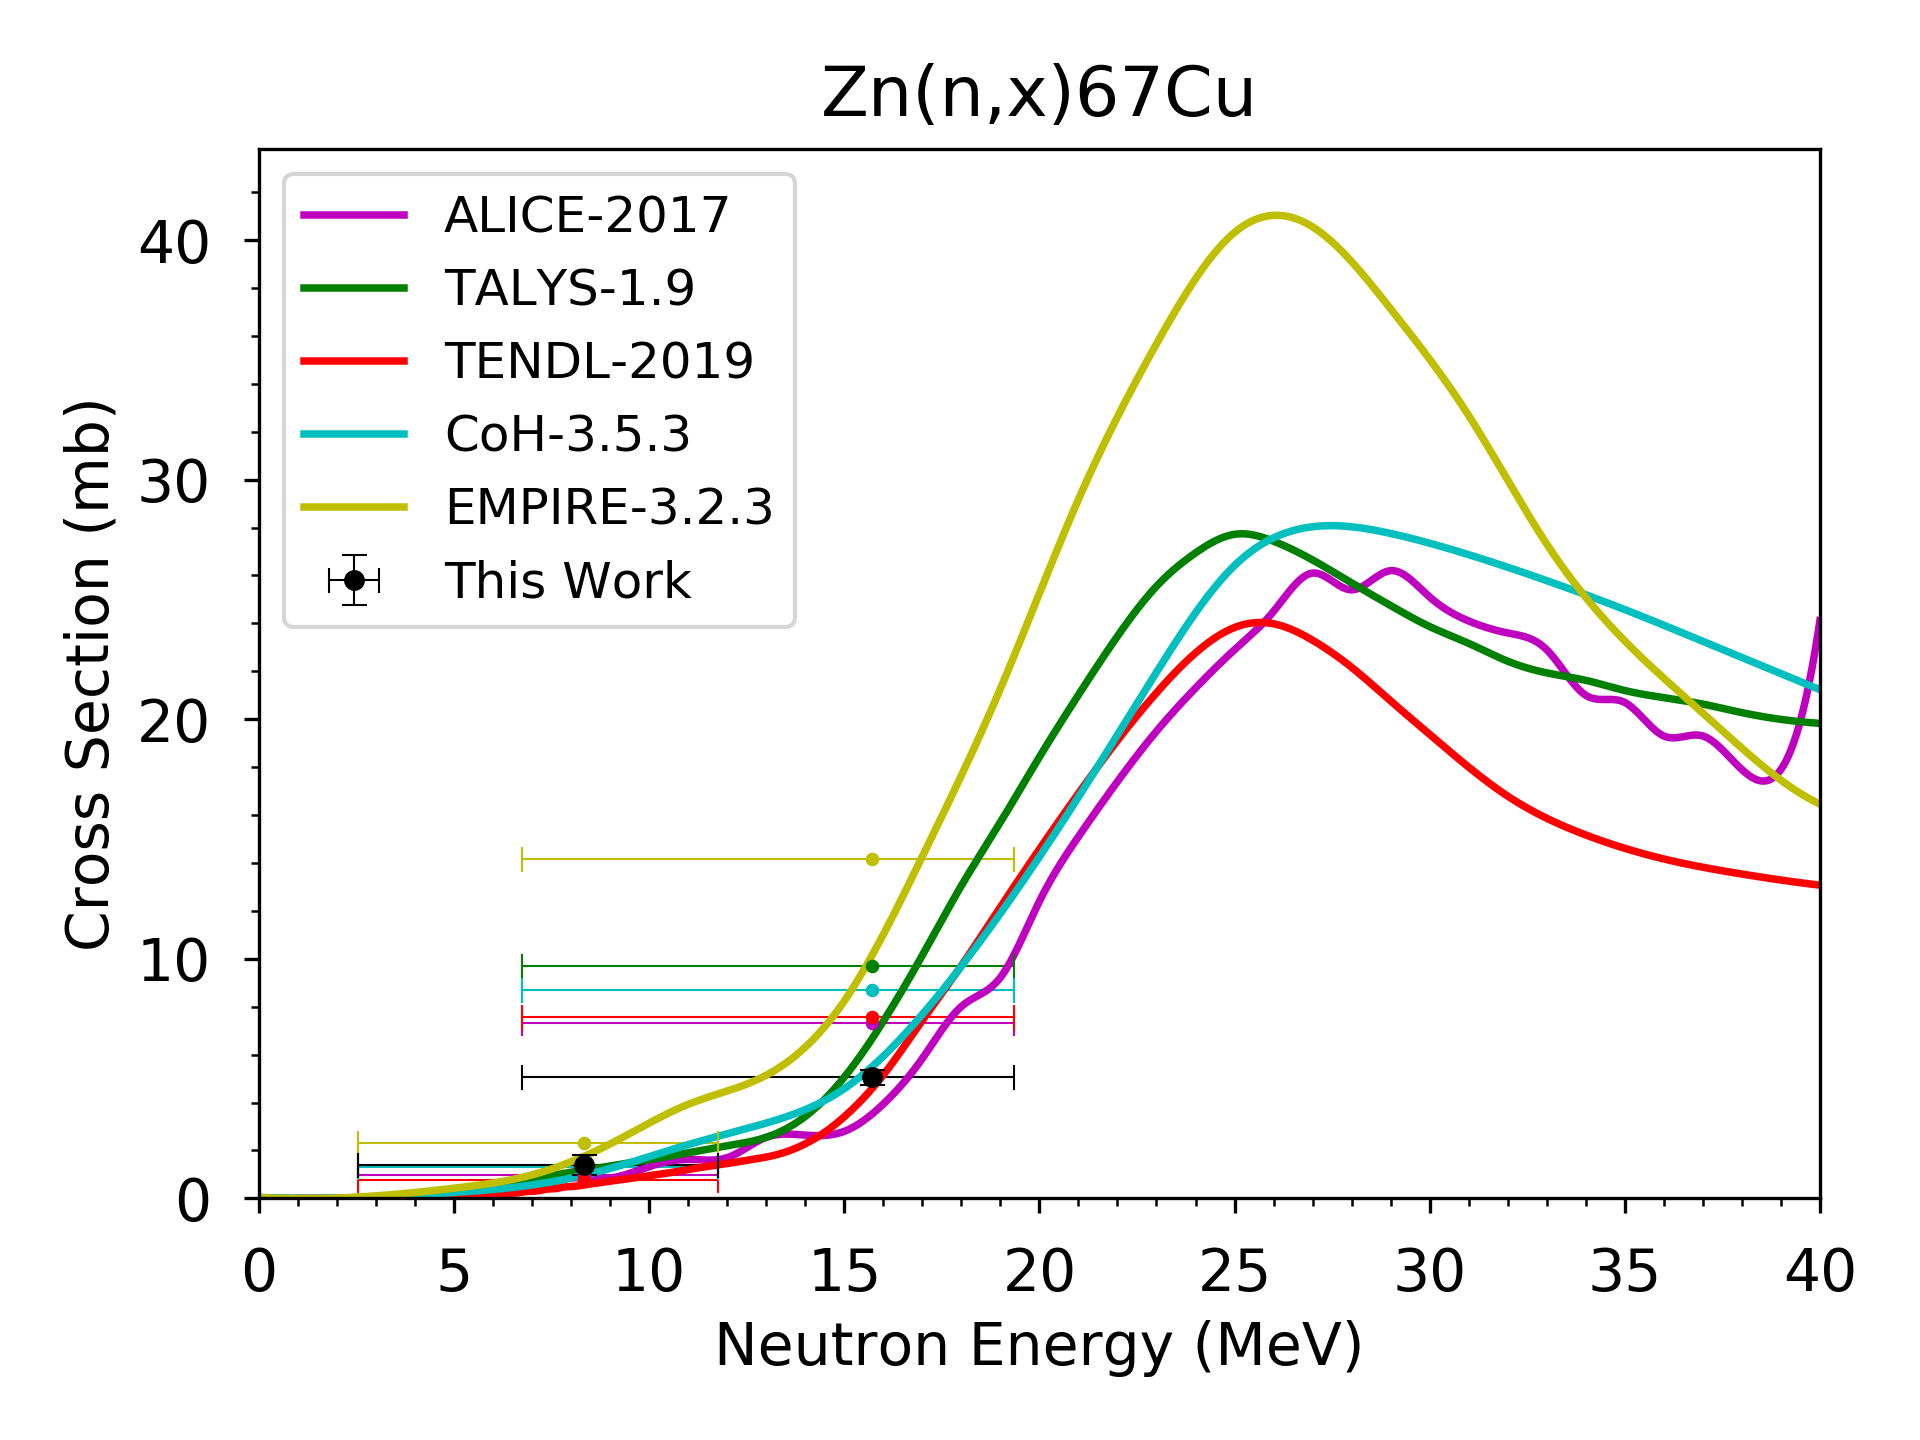 Zn(n,x)67Cu
ALICE-2017
TALYS-1.9
TENDL-2019
CoH-3.5.3
EMPIRE-3.2.3
This Work
Cross Section (mb)
40
30
20
10
0
0 5 10 15 20 25 30 35 40
Neutron Energy (MeV)